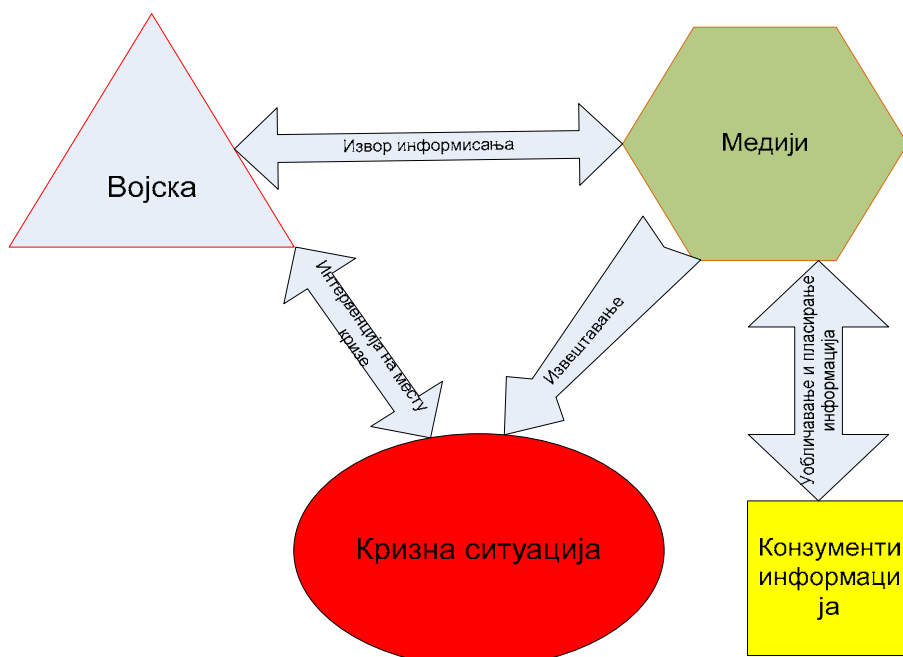 Војска
Извор информисања
Медији
Интервенција на месту
кризе
Извештавање
Уобличавање и пласирање
информација
Кризна ситуација
Конзументи
информаци
ја